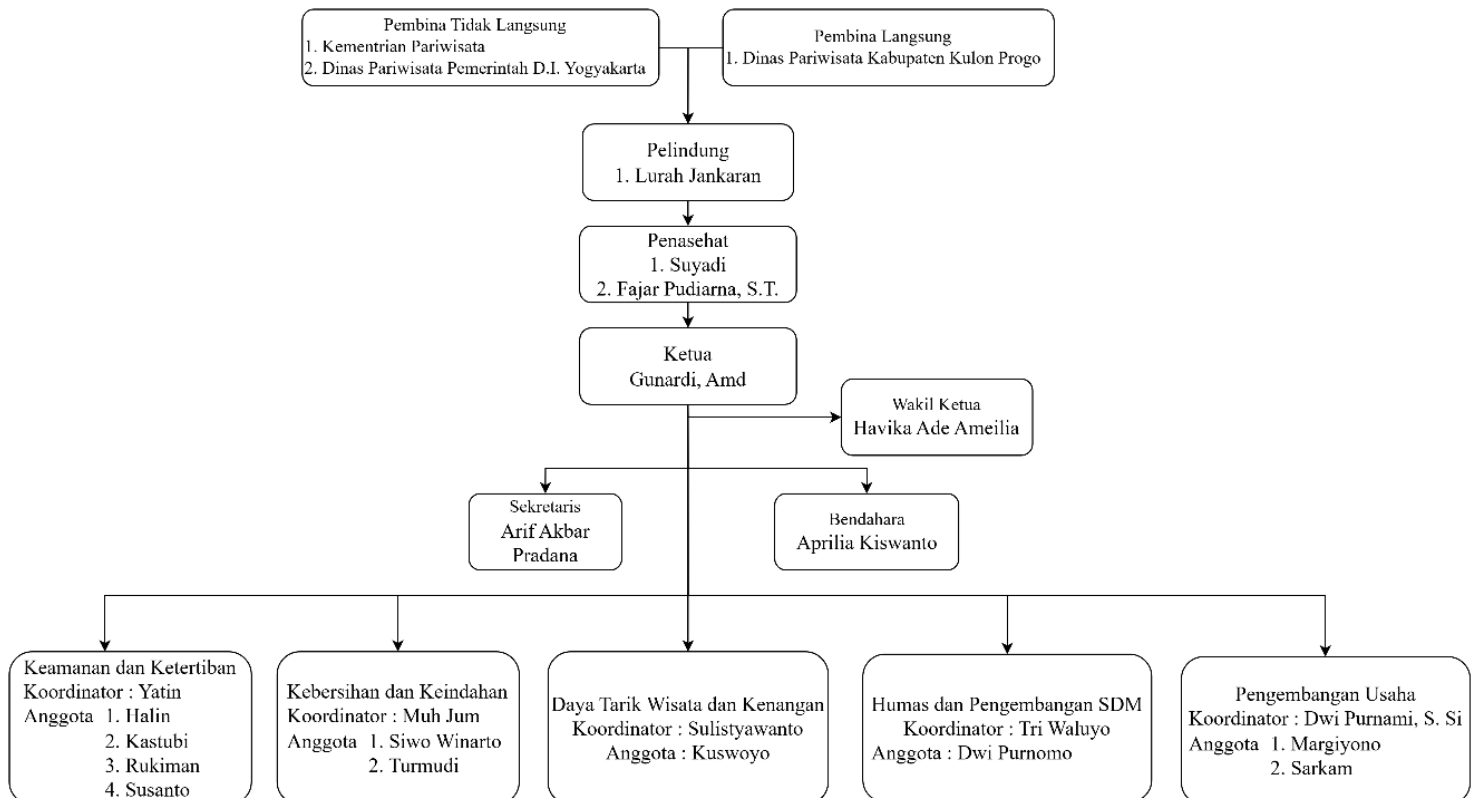 Pembina Tidak Langsung
1. Kementrian Pariwisata
2. Dinas Pariwisata Pemerintah D.I. Yogyakarta
Pembina Langsung
1. Dinas Pariwisata Kabupaten Kulon Progo
Pelindung
1. Lurah Jankaran
Penasehat
1. Suyadi
2. Fajar Pudiarna, S.T.
Ketua
Gunardi, Amd
Wakil Ketua
Havika Ade Ameilia
Sekretaris
Arif Akbar
Pradana
Bendahara
Aprilia Kiswanto
Keamanan dan Ketertiban
Koordinator : Yatin
Anggota 1. Halin
2. Kastubi
3. Rukiman
4. Susanto
Kebersihan dan Keindahan
Koordinator : Muh Jum
Anggota 1. Siwo Winarto
2. Turmudi
Daya Tarik Wisata dan Kenangan
Koordinator : Sulistyawanto
Anggota : Kuswoyo
Humas dan Pengembangan SDM
Koordinator : Tri Waluyo
Anggota : Dwi Purnomo
Pengembangan Usaha
Koordinator : Dwi Purnami, S. Si
Anggota 1. Margiyono
2. Sarkam